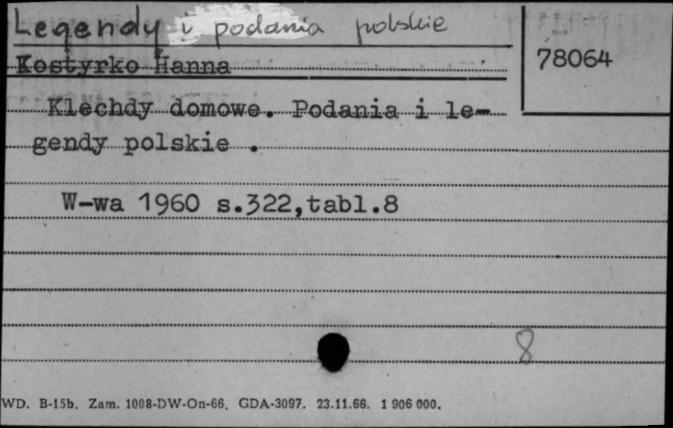 Legendy i podania polskie
Kostyrko Hanna
78064
Klechdy domowe. Podania i le-
gendy polskie .
W-wa 1960 s.322,tabl.8
8
WD. B-15b. Zam. 1008-DW-On-66. GDA-3097. 23.11.66. 1 906 000.